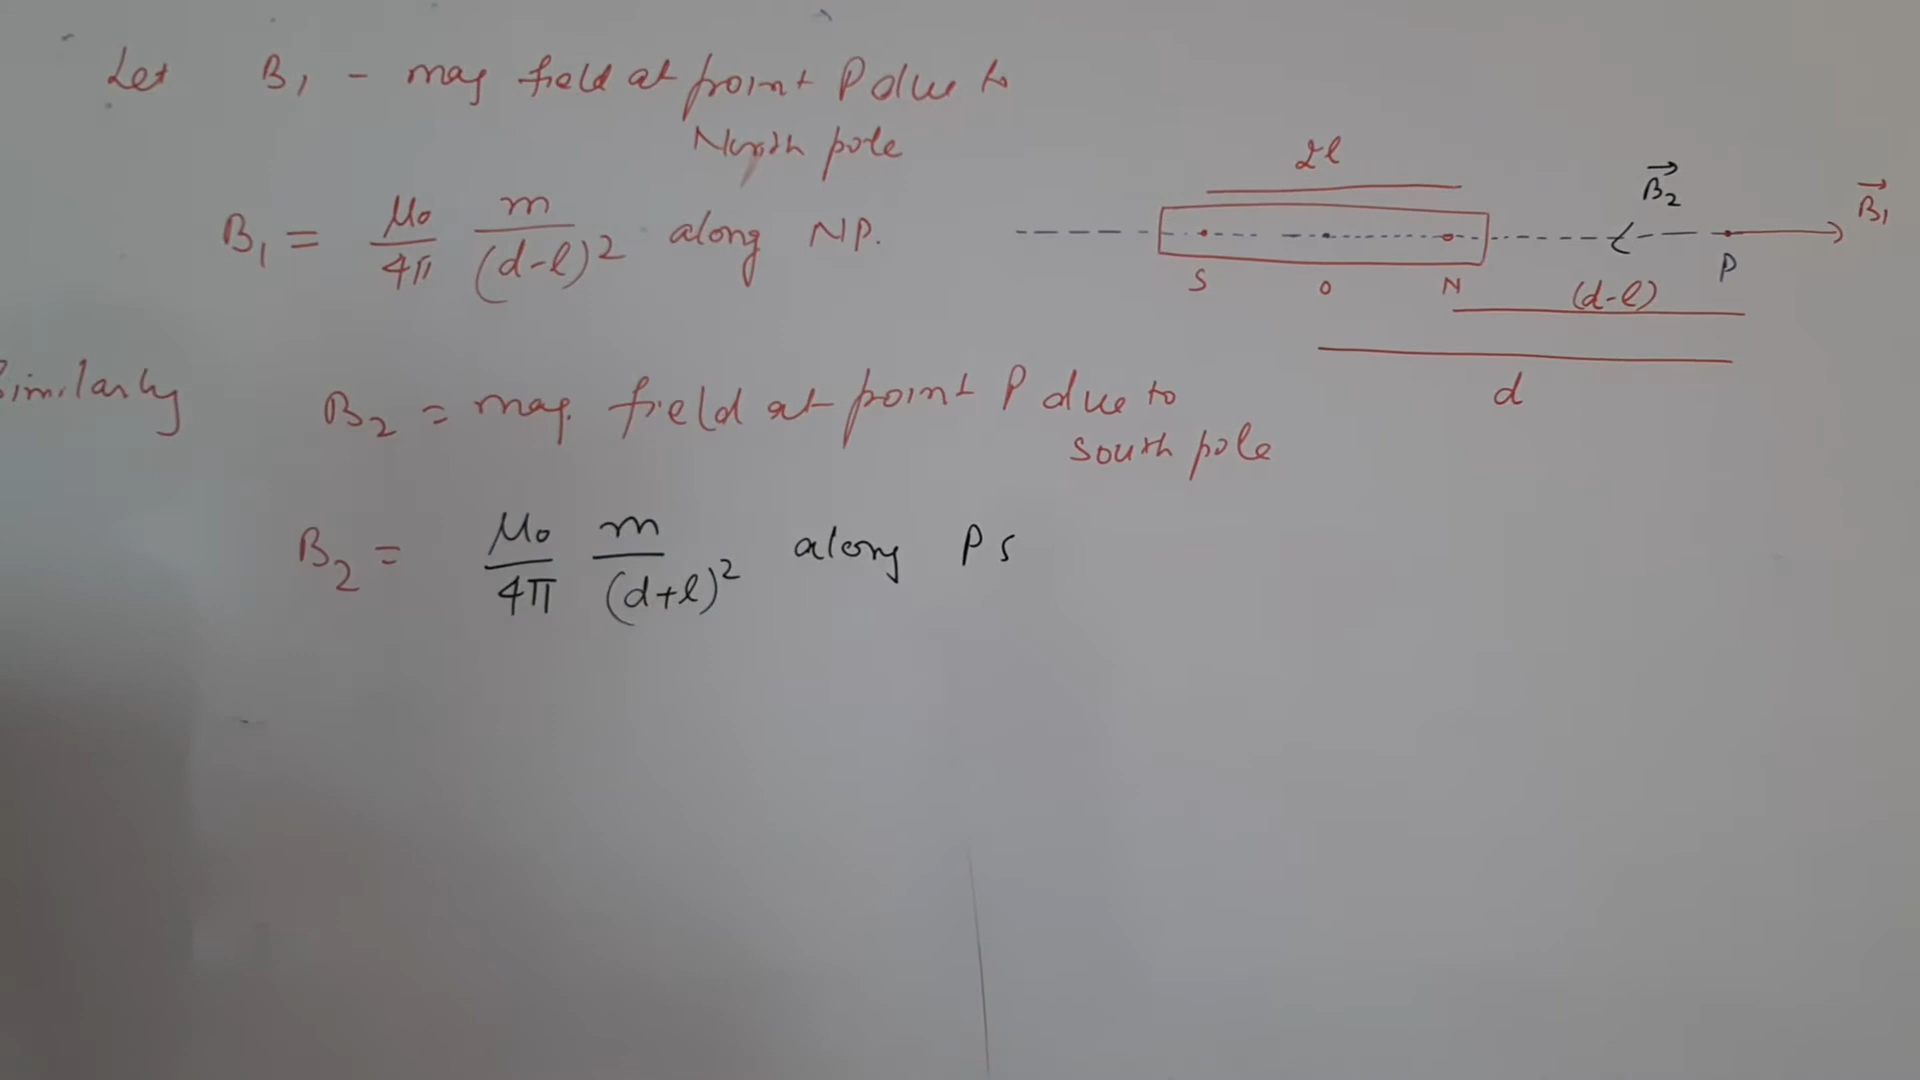 Let B₁ - mag field at point P due to
North pole
B₁ = μ₀/4π m/(d-l)² along NP.
2l
B₂
B₁
S O N P
(d-l)
d
Similarly B₂ = mag. field at point P due to
south pole
B₂ = μ₀/4π m/(d+l)² along PS